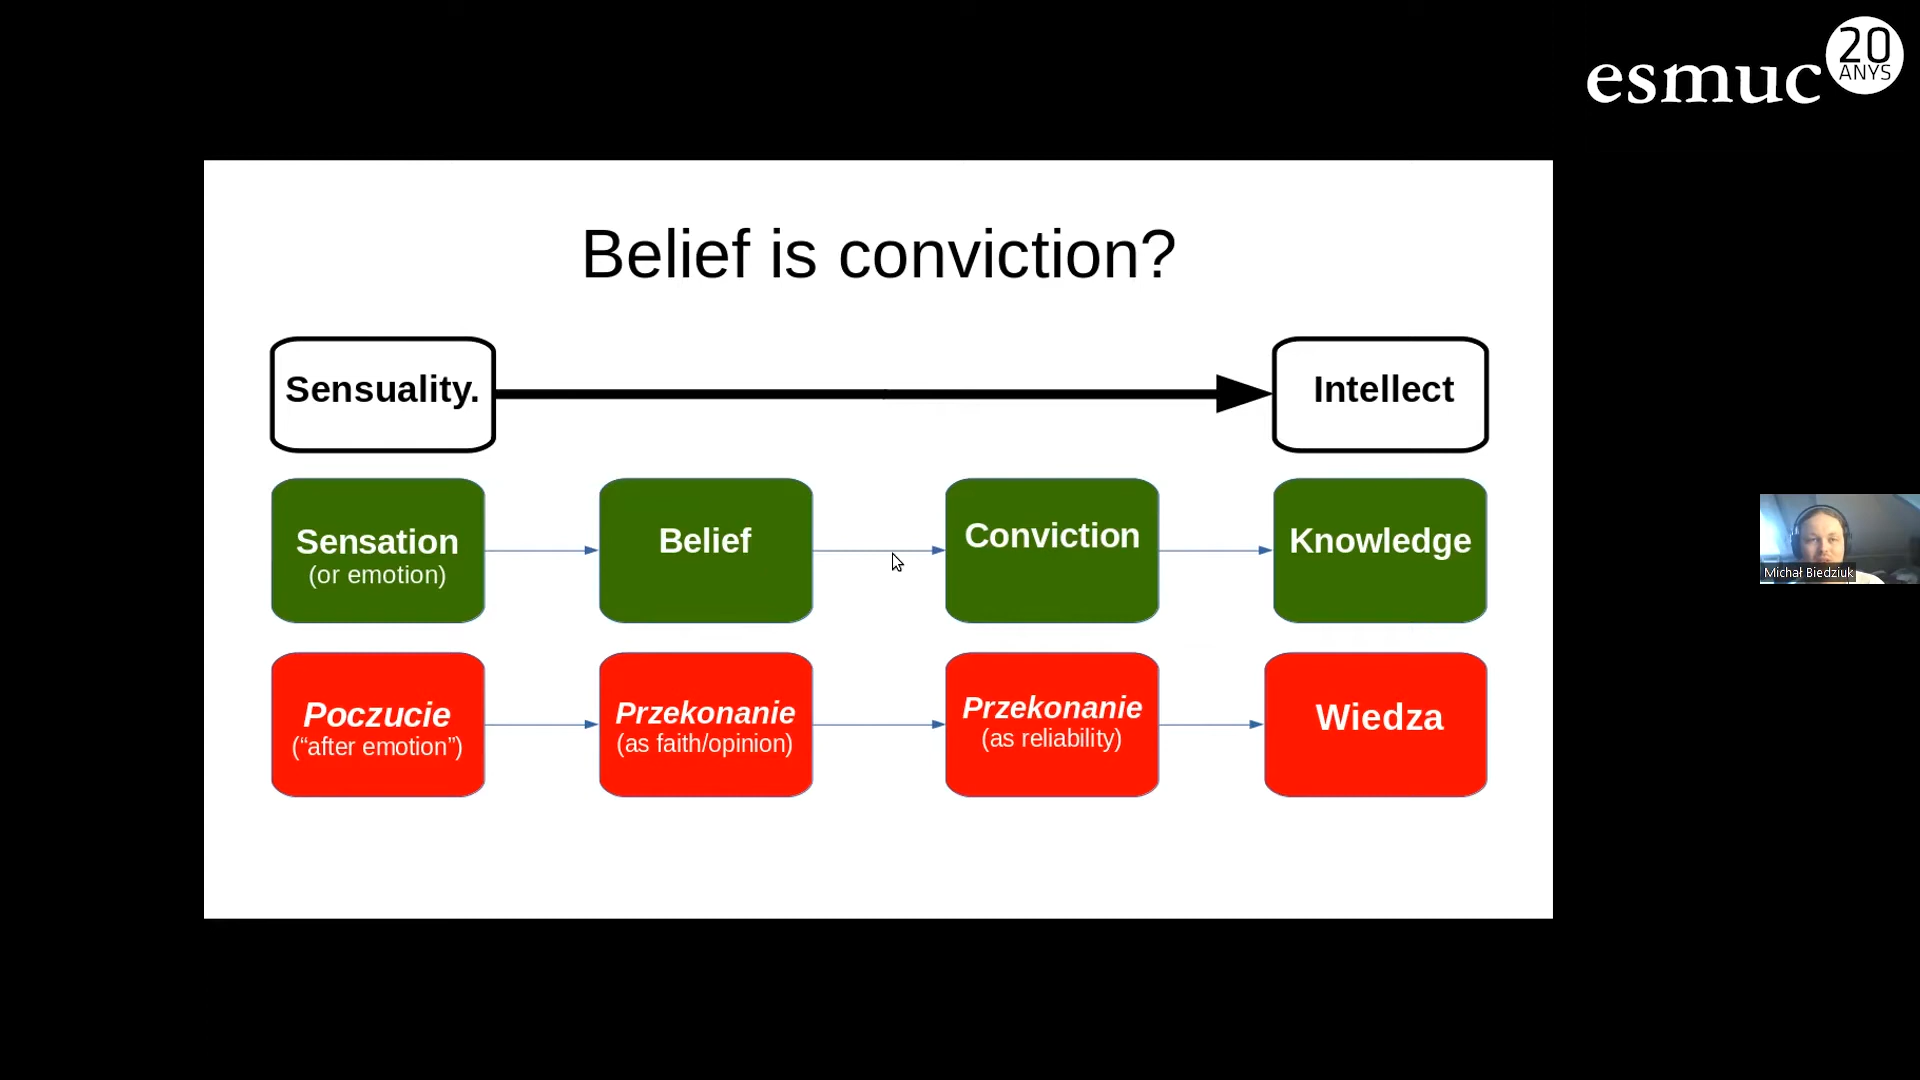 esmuc
20
ANYS
Belief is conviction?
Sensuality.
Intellect
Sensation
(or emotion)
Belief
Conviction
Knowledge
Poczucie
(“after emotion”)
Przekonanie
(as faith/opinion)
Przekonanie
(as reliability)
Wiedza
Michał Biedziuk